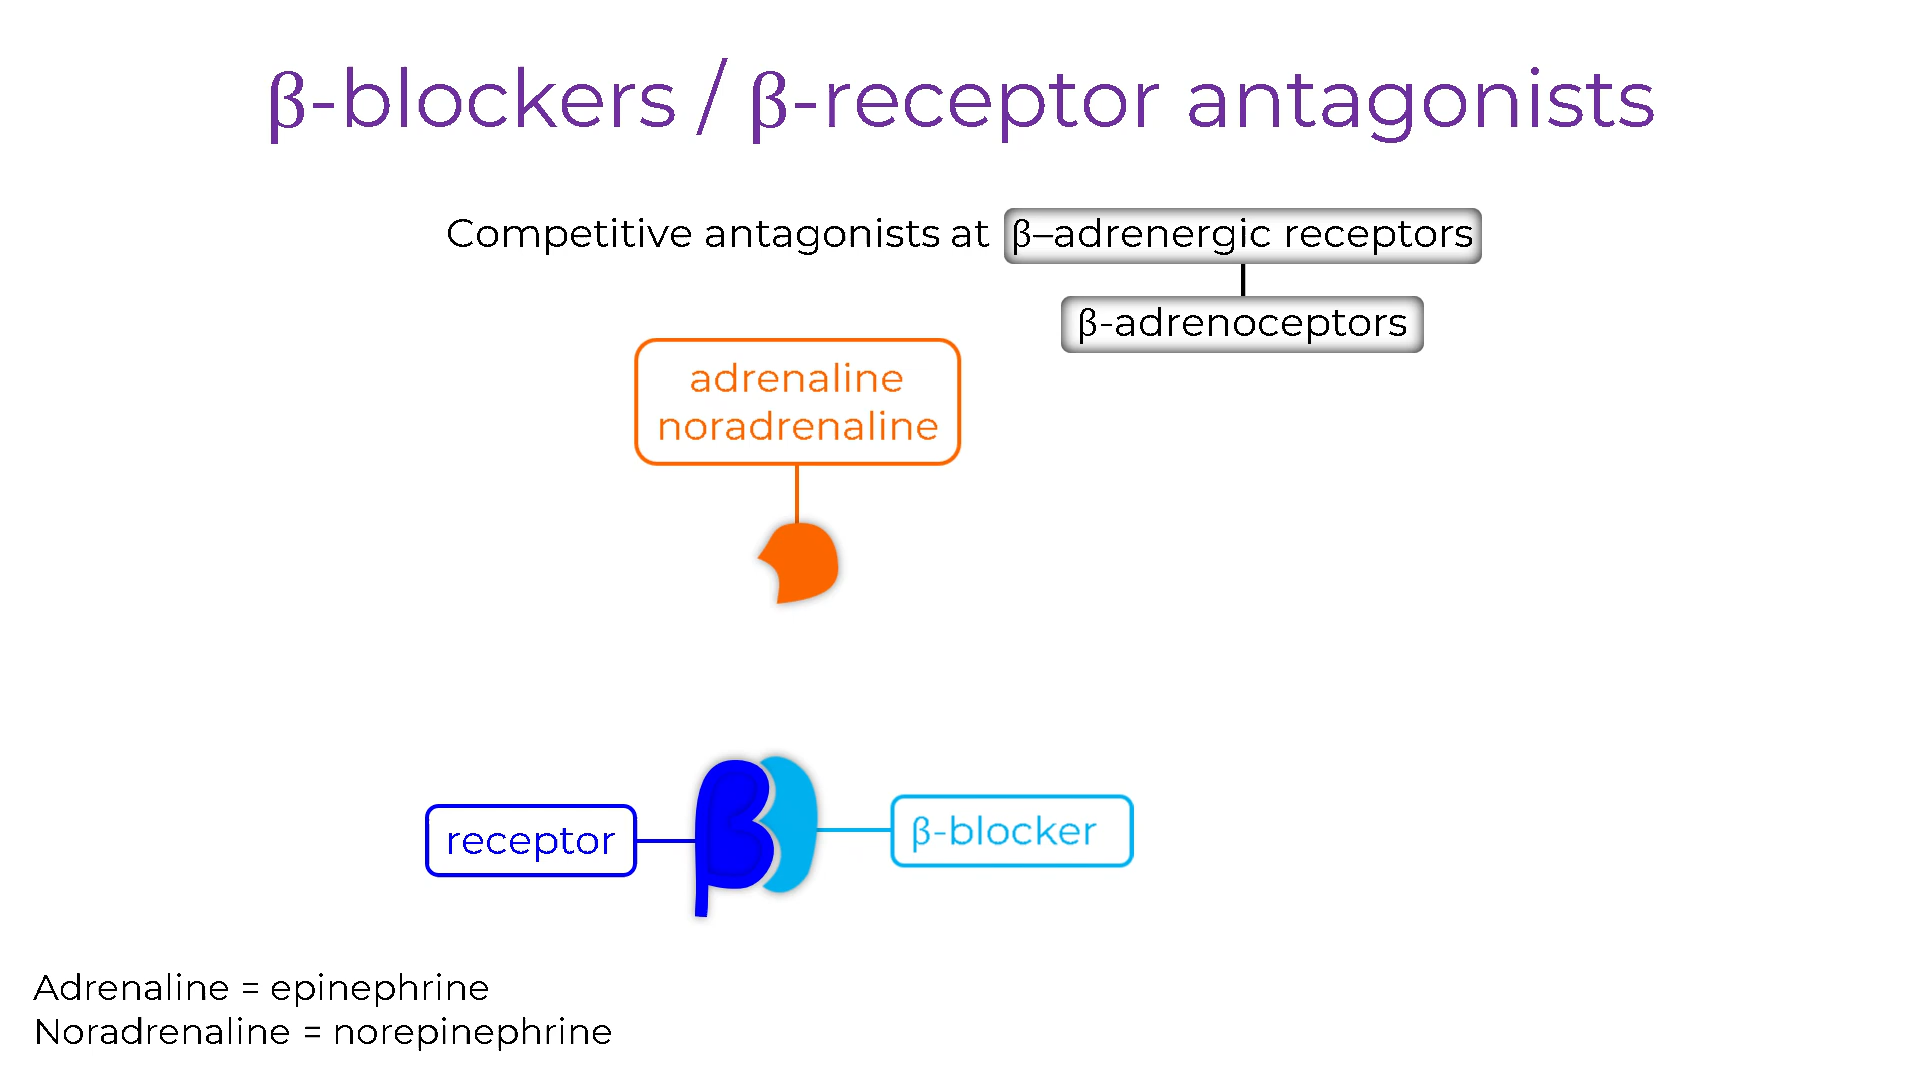 β-blockers / β-receptor antagonists
Competitive antagonists at β–adrenergic receptors
β-adrenoceptors
adrenaline
noradrenaline
receptor
β
β-blocker
Adrenaline = epinephrine
Noradrenaline = norepinephrine